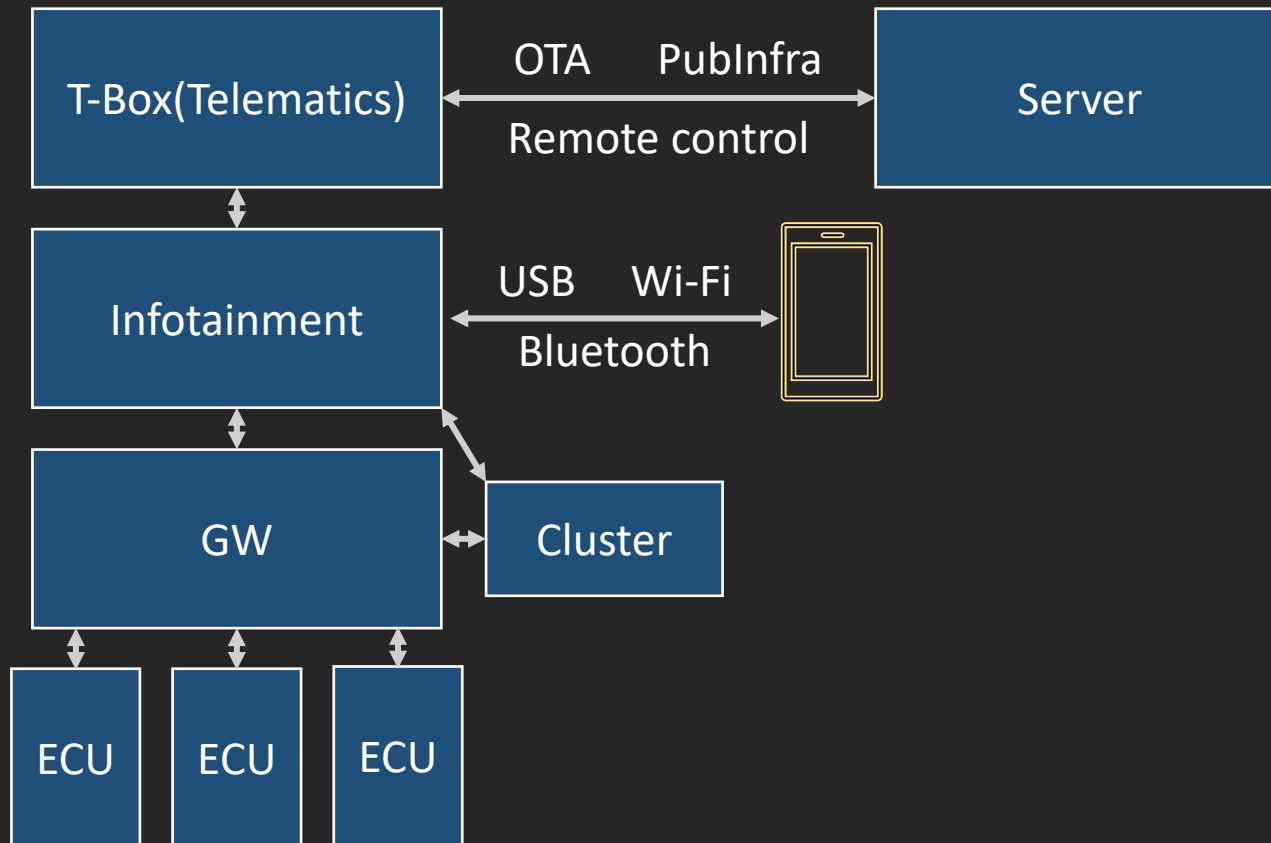 OTA PubInfra
T-Box(Telematics)
Server
Remote control
USB Wi-Fi
Infotainment
Bluetooth
GW
Cluster
ECU
ECU
ECU